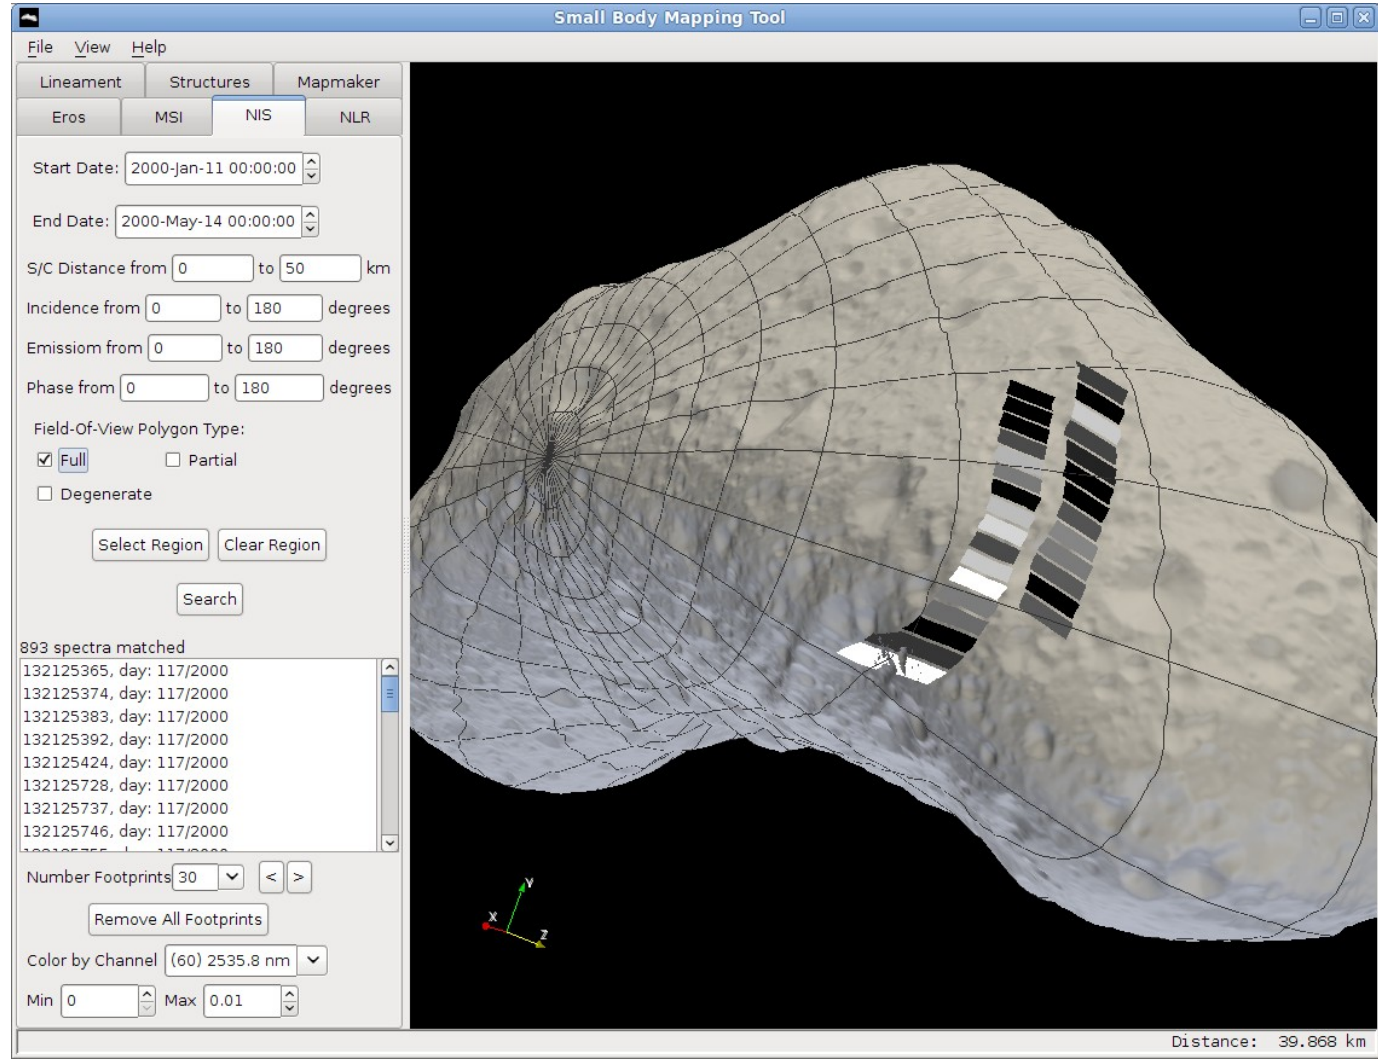 Small Body Mapping Tool
File View Help
Lineament Structures Mapmaker
Eros MSI NIS NLR
Start Date: 2000-Jan-11 00:00:00
End Date: 2000-May-14 00:00:00
S/C Distance from 0 to 50 km
Incidence from 0 to 180 degrees
Emissiom from 0 to 180 degrees
Phase from 0 to 180 degrees
Field-Of-View Polygon Type:
Full Partial
Degenerate
Select Region Clear Region
Search
893 spectra matched
132125365, day: 117/2000
132125374, day: 117/2000
132125383, day: 117/2000
132125392, day: 117/2000
132125424, day: 117/2000
132125728, day: 117/2000
132125737, day: 117/2000
132125746, day: 117/2000
Number Footprints 30 < >
Remove All Footprints
Color by Channel (60) 2535.8 nm
Min 0 Max 0.01
Y
X
Z
Distance: 39.868 km